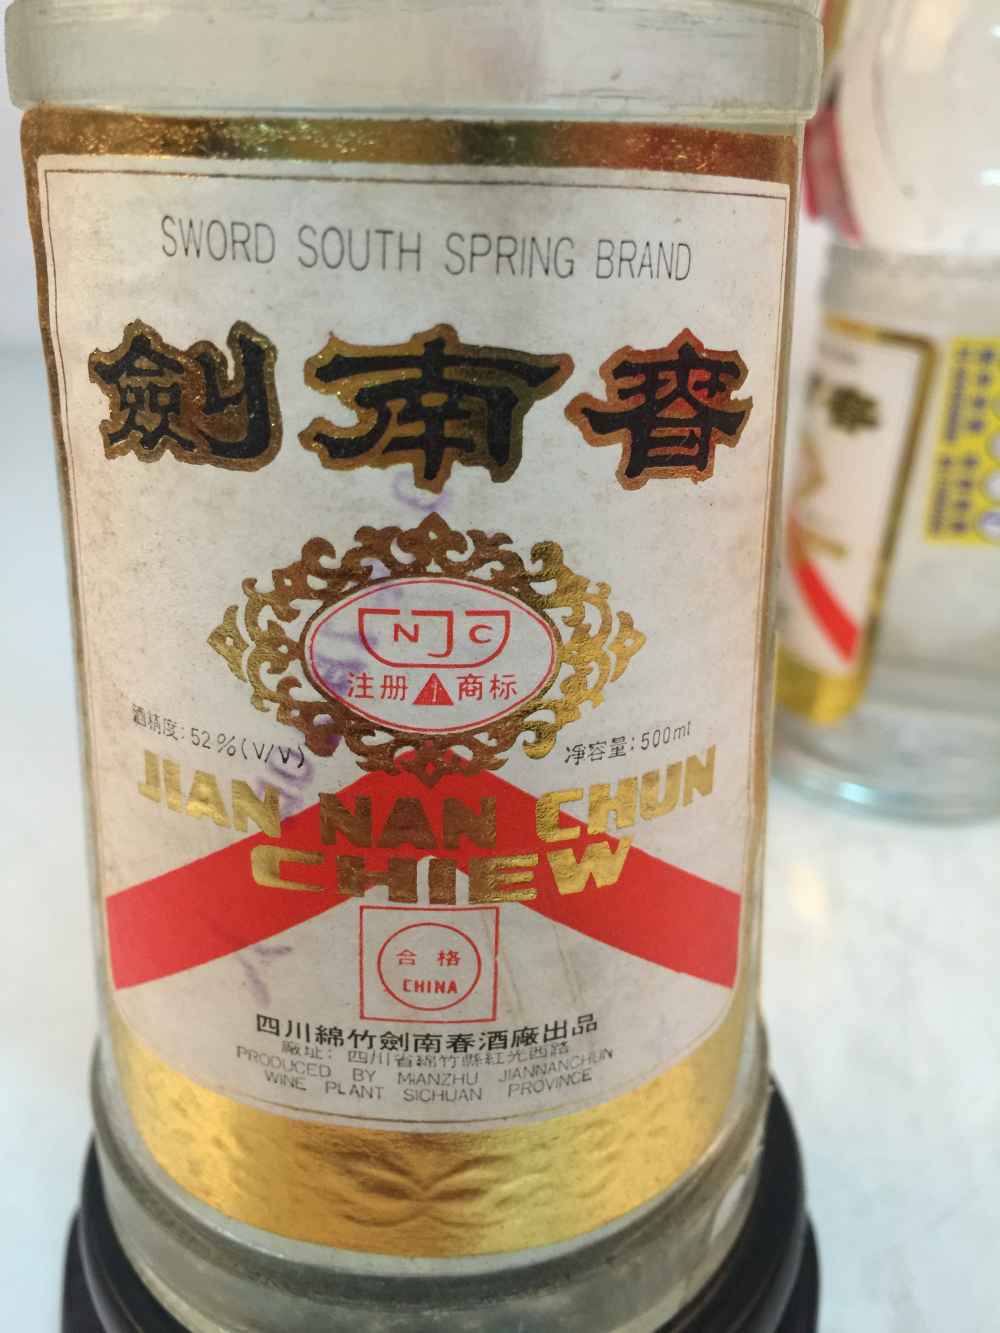 SWORD SOUTH SPRING BRAND
劍南春
NJC
注册 商标
酒精度: 52%(V/V)
净容量: 500ml
JIAN NAN CHUN
CHIEW
合格
CHINA
四川綿竹劍南春酒廠出品
廠址: 四川省綿竹縣紅光西路
PRODUCED BY MIANZHU JIANNANCHUN
WINE PLANT SICHUAN PROVINCE